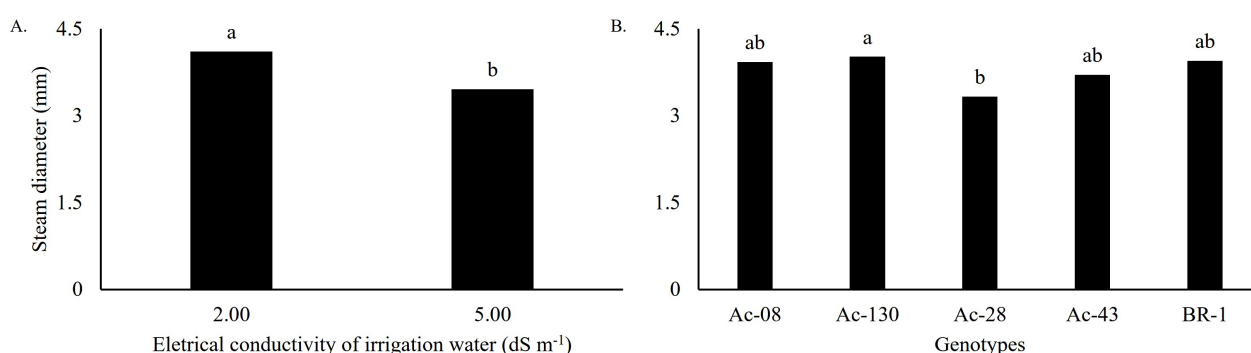 A.
4.5
3
1.5
0
Steam diameter (mm)
a
b
2.00 5.00
Eletrical conductivity of irrigation water (dS m⁻¹)
B.
4.5
3
1.5
0
ab a b ab ab
Ac-08 Ac-130 Ac-28 Ac-43 BR-1
Genotypes